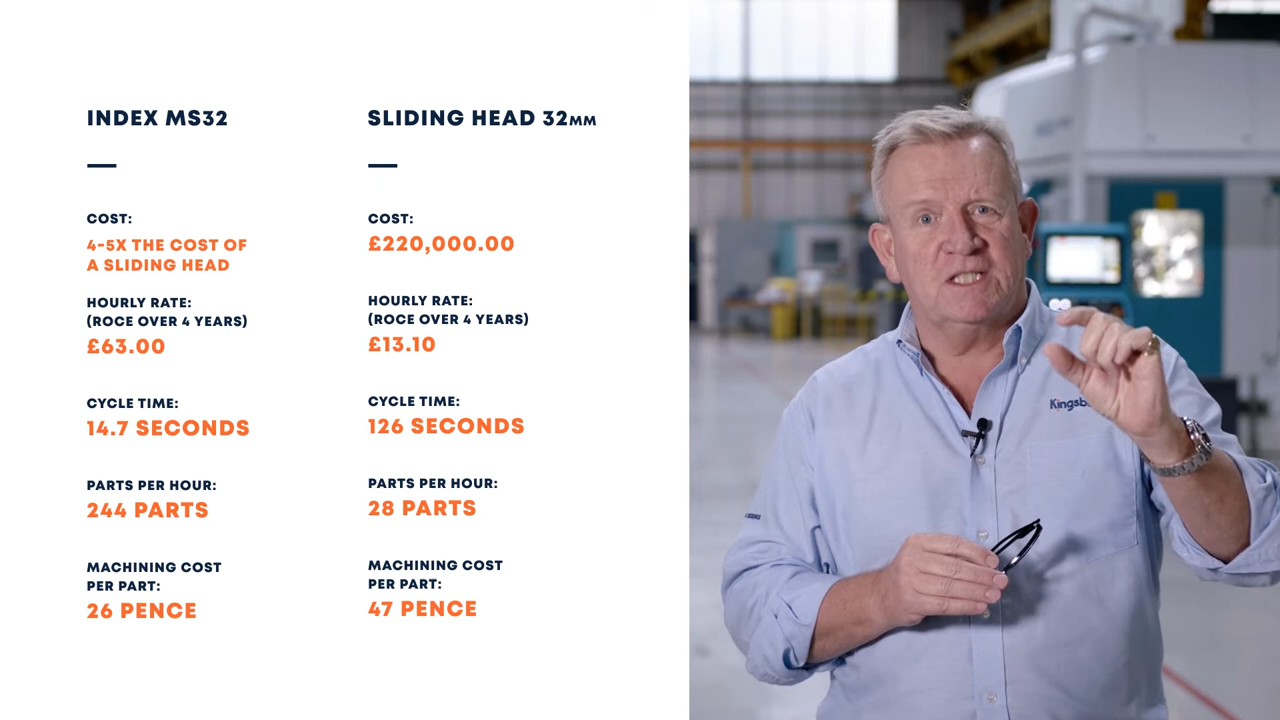 INDEX MS32
COST:
4-5X THE COST OF
A SLIDING HEAD
HOURLY RATE:
(ROCE OVER 4 YEARS)
£63.00
CYCLE TIME:
14.7 SECONDS
PARTS PER HOUR:
244 PARTS
MACHINING COST
PER PART:
26 PENCE
SLIDING HEAD 32MM
COST:
£220,000.00
HOURLY RATE:
(ROCE OVER 4 YEARS)
£13.10
CYCLE TIME:
126 SECONDS
PARTS PER HOUR:
28 PARTS
MACHINING COST
PER PART:
47 PENCE
Kingsb